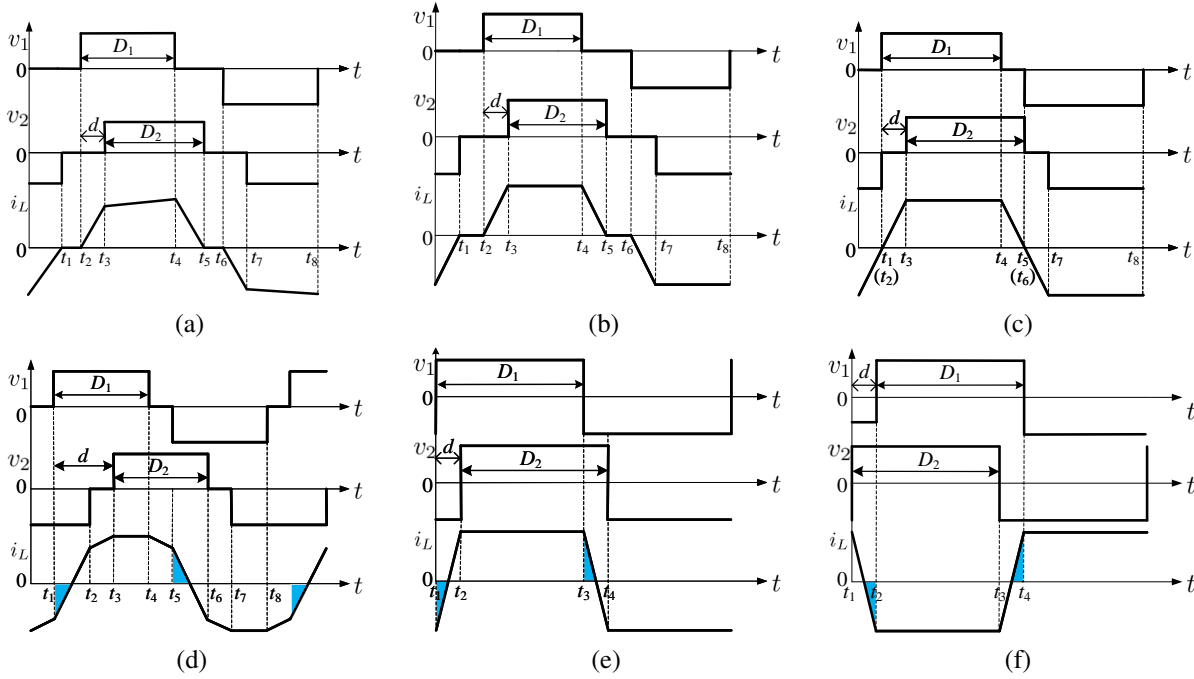 v1 D1
0 t
v2 d D2
0 t
iL
0 t1 t2 t3 t4 t5 t6 t7 t8 t
(a)
v1 D1
0 t
v2 d D2
0 t
iL
0 t1 t2 t3 t4 t5 t6 t7 t8 t
(b)
v1 D1
0 t
v2 d D2
0 t
iL
0 t1 t3 t4 t5 t7 t8 t
(t2) (t6)
(c)
v1 D1
0 t
v2 d D2
0 t
iL
0 t1 t2 t3 t4 t5 t6 t7 t8 t
(d)
v1 D1
0 t
v2 d D2
0 t
iL
0 t1 t2 t3 t4 t
(e)
v1 d D1
0 t
v2 D2
0 t
iL
0 t1 t2 t3 t4 t
(f)